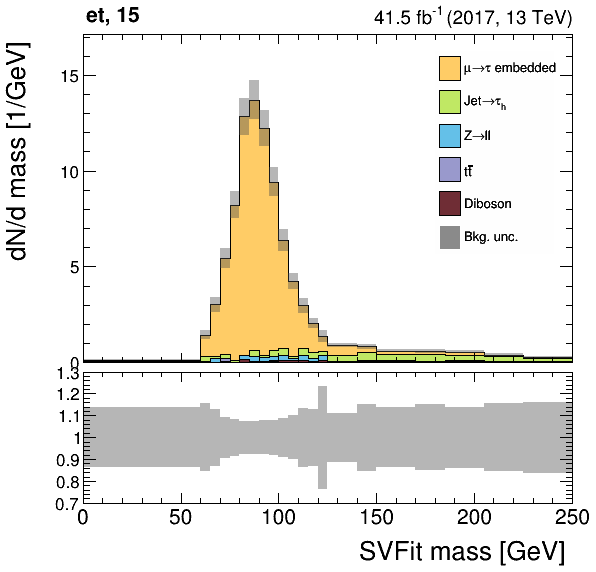 et, 15
41.5 fb⁻¹ (2017, 13 TeV)
dN/d mass [1/GeV]
15
10
5
0
μ→τ embedded
Jet→τₕ
Z→ll
tt̅
Diboson
Bkg. unc.
1.3
1.2
1.1
1
0.9
0.8
0.7
0 50 100 150 200 250
SVFit mass [GeV]